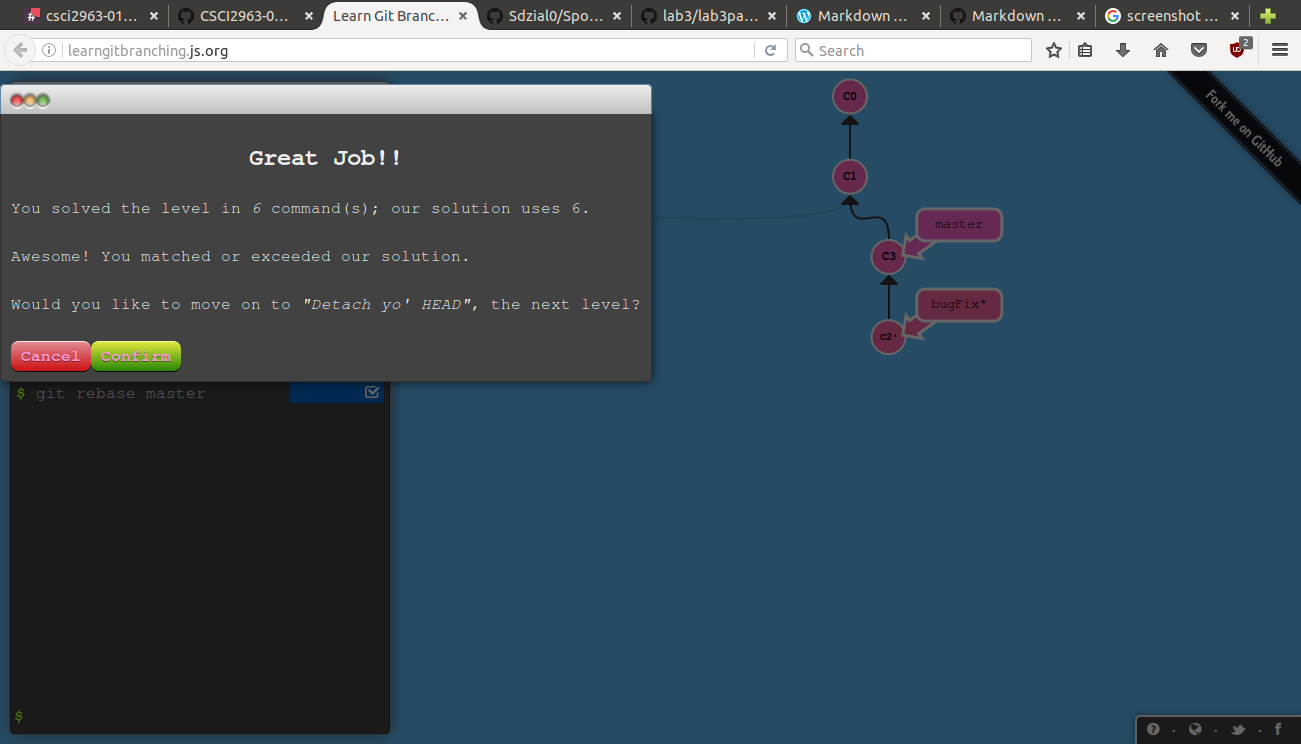 csci2963-01...
CSCI2963-0...
Learn Git Branc...
Sdzial0/Spo...
lab3/lab3pa...
Markdown ...
Markdown ...
screenshot ...
learngitbranching.js.org
Search
2
Great Job!!
You solved the level in 6 command(s); our solution uses 6.
Awesome! You matched or exceeded our solution.
Would you like to move on to "Detach yo' HEAD", the next level?
Cancel
Confirm
$ git rebase master
$
C0
C1
master
C3
bugFix*
C2'
Fork me on GitHub